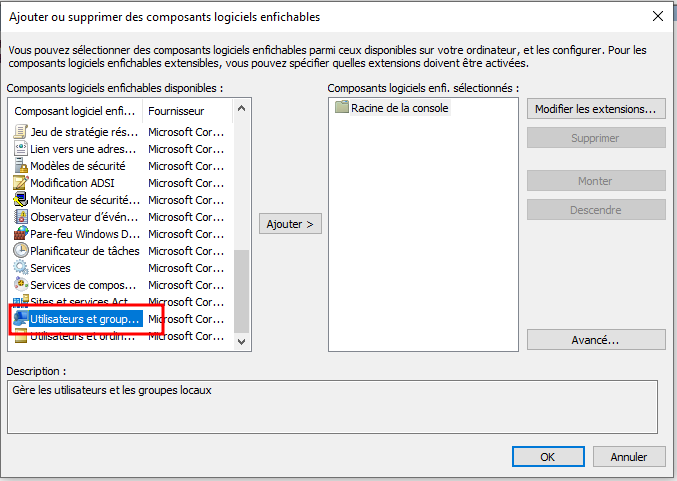 Ajouter ou supprimer des composants logiciels enfichables
Vous pouvez sélectionner des composants logiciels enfichables parmi ceux disponibles sur votre ordinateur, et les configurer. Pour les
composants logiciels enfichables extensibles, vous pouvez spécifier quelles extensions doivent être activées.
Composants logiciels enfichables disponibles :
Composant logiciel enfi... Fournisseur
Jeu de stratégie rés... Microsoft Cor...
Lien vers une adres... Microsoft Cor...
Modèles de sécurité Microsoft Cor...
Modification ADSI Microsoft Cor...
Moniteur de sécurité... Microsoft Cor...
Observateur d'évén... Microsoft Cor...
Pare-feu Windows D... Microsoft Cor...
Planificateur de tâches Microsoft Cor...
Services Microsoft Cor...
Services de compos... Microsoft Cor...
Sites et services Act... Microsoft Cor...
Utilisateurs et group... Microsoft Cor...
Utilisateurs et ordin... Microsoft Cor...
Ajouter >
Composants logiciels enfi. sélectionnés :
Racine de la console
Modifier les extensions...
Supprimer
Monter
Descendre
Avancé...
Description :
Gère les utilisateurs et les groupes locaux
OK
Annuler